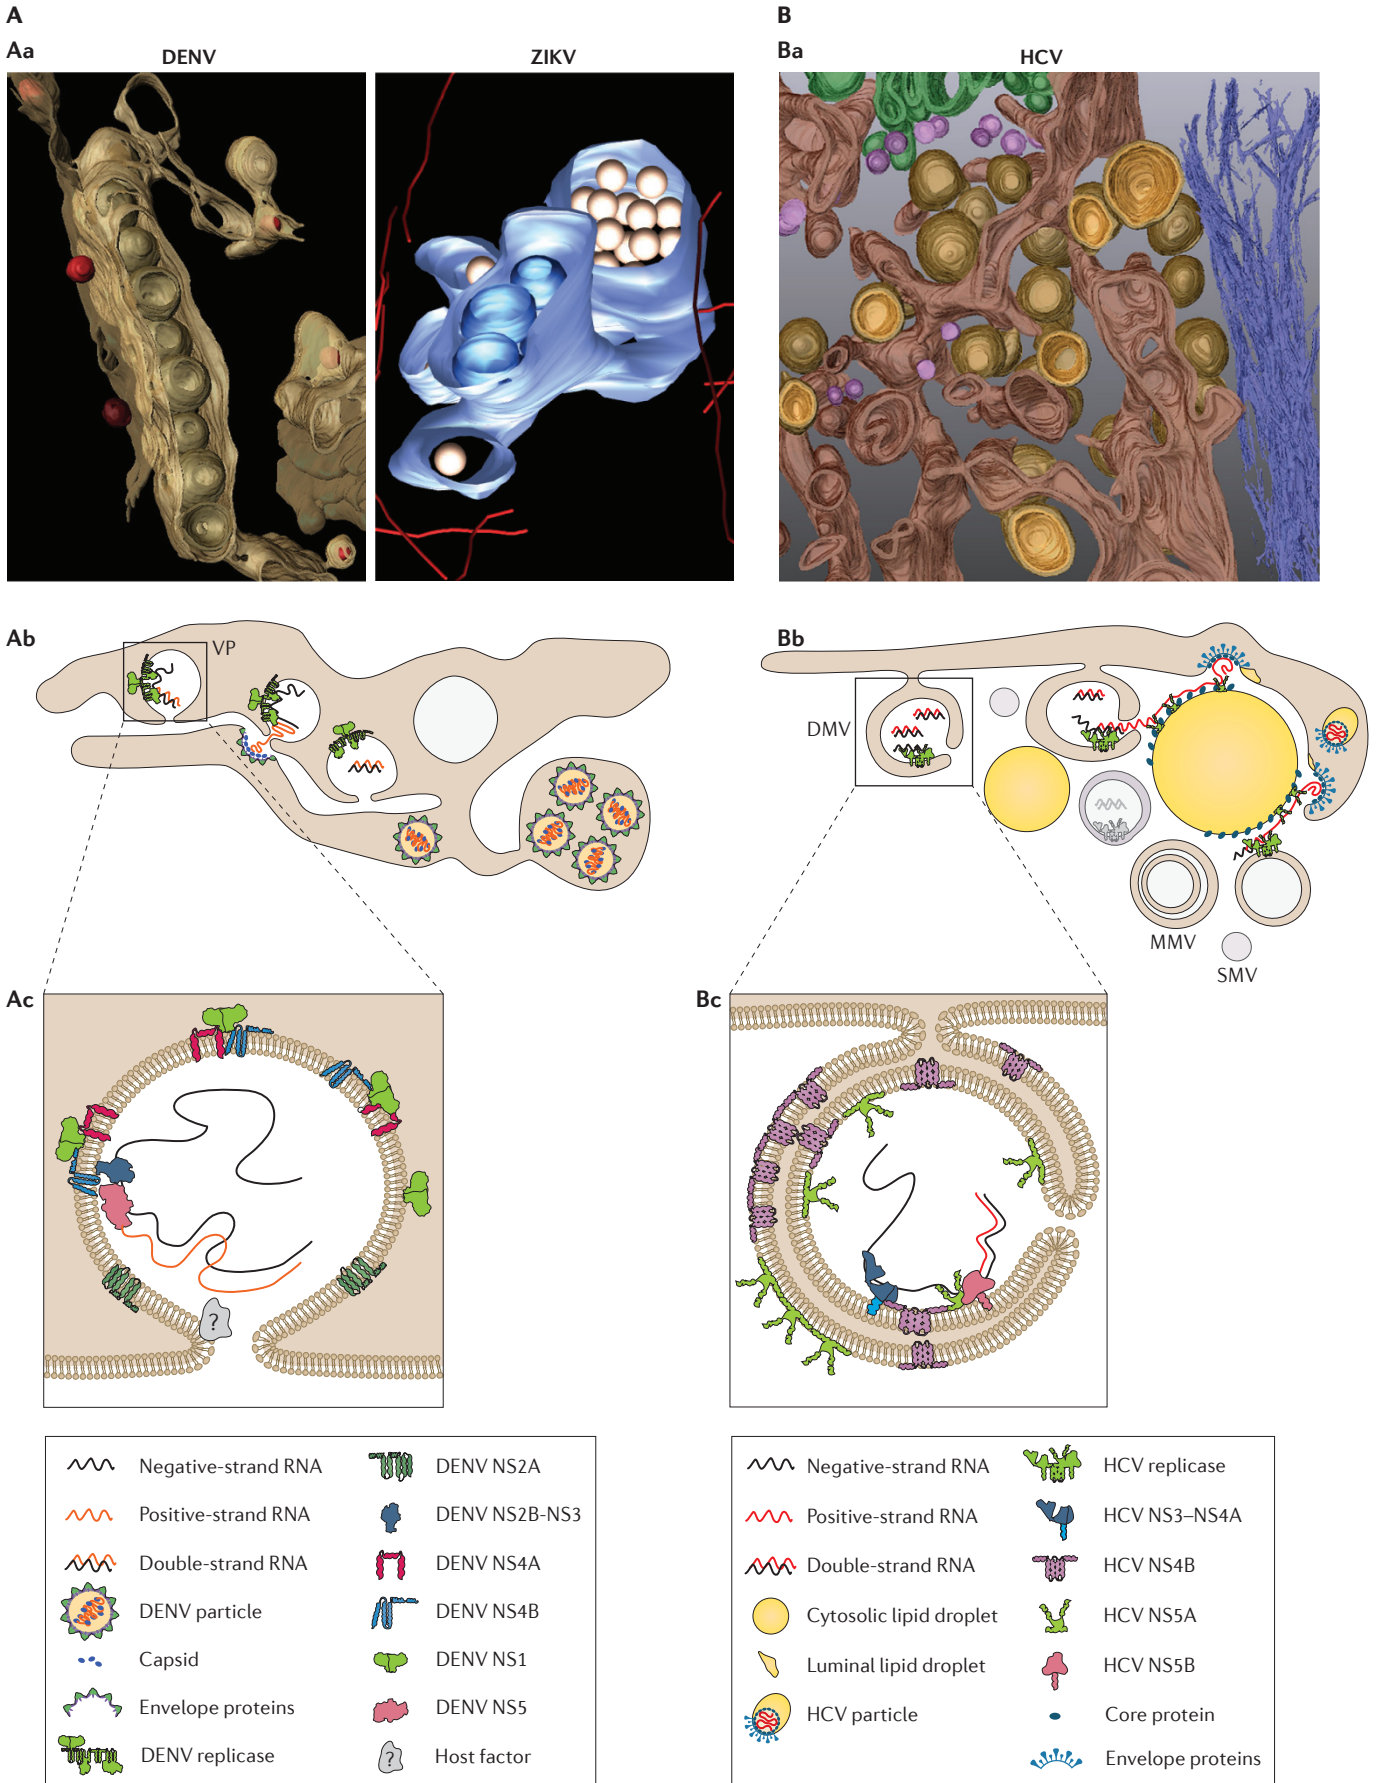 A
B
Aa
DENV
ZIKV
Ba
HCV
Ab
VP
Bb
DMV
MMV
SMV
Ac
?
Bc
Negative-strand RNA
Positive-strand RNA
Double-strand RNA
DENV particle
Capsid
Envelope proteins
DENV replicase
DENV NS2A
DENV NS2B-NS3
DENV NS4A
DENV NS4B
DENV NS1
DENV NS5
? Host factor
Negative-strand RNA
Positive-strand RNA
Double-strand RNA
Cytosolic lipid droplet
Luminal lipid droplet
HCV particle
HCV replicase
HCV NS3–NS4A
HCV NS4B
HCV NS5A
HCV NS5B
Core protein
Envelope proteins